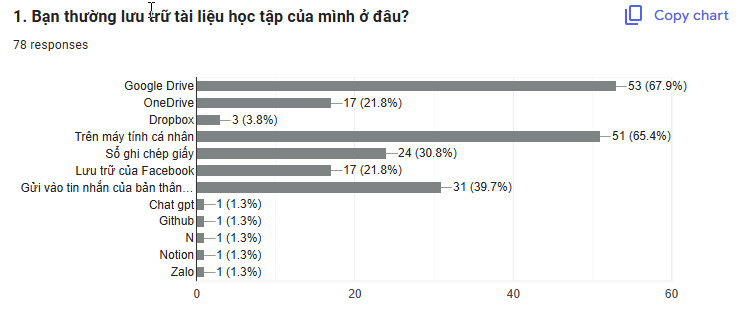 1. Bạn thường lưu trữ tài liệu học tập của mình ở đâu?
Copy chart
78 responses
Google Drive 53 (67.9%)
OneDrive 17 (21.8%)
Dropbox 3 (3.8%)
Trên máy tính cá nhân 51 (65.4%)
Sổ ghi chép giấy 24 (30.8%)
Lưu trữ của Facebook 17 (21.8%)
Gửi vào tin nhắn của bản thân… 31 (39.7%)
Chat gpt 1 (1.3%)
Github 1 (1.3%)
N 1 (1.3%)
Notion 1 (1.3%)
Zalo 1 (1.3%)
0 20 40 60